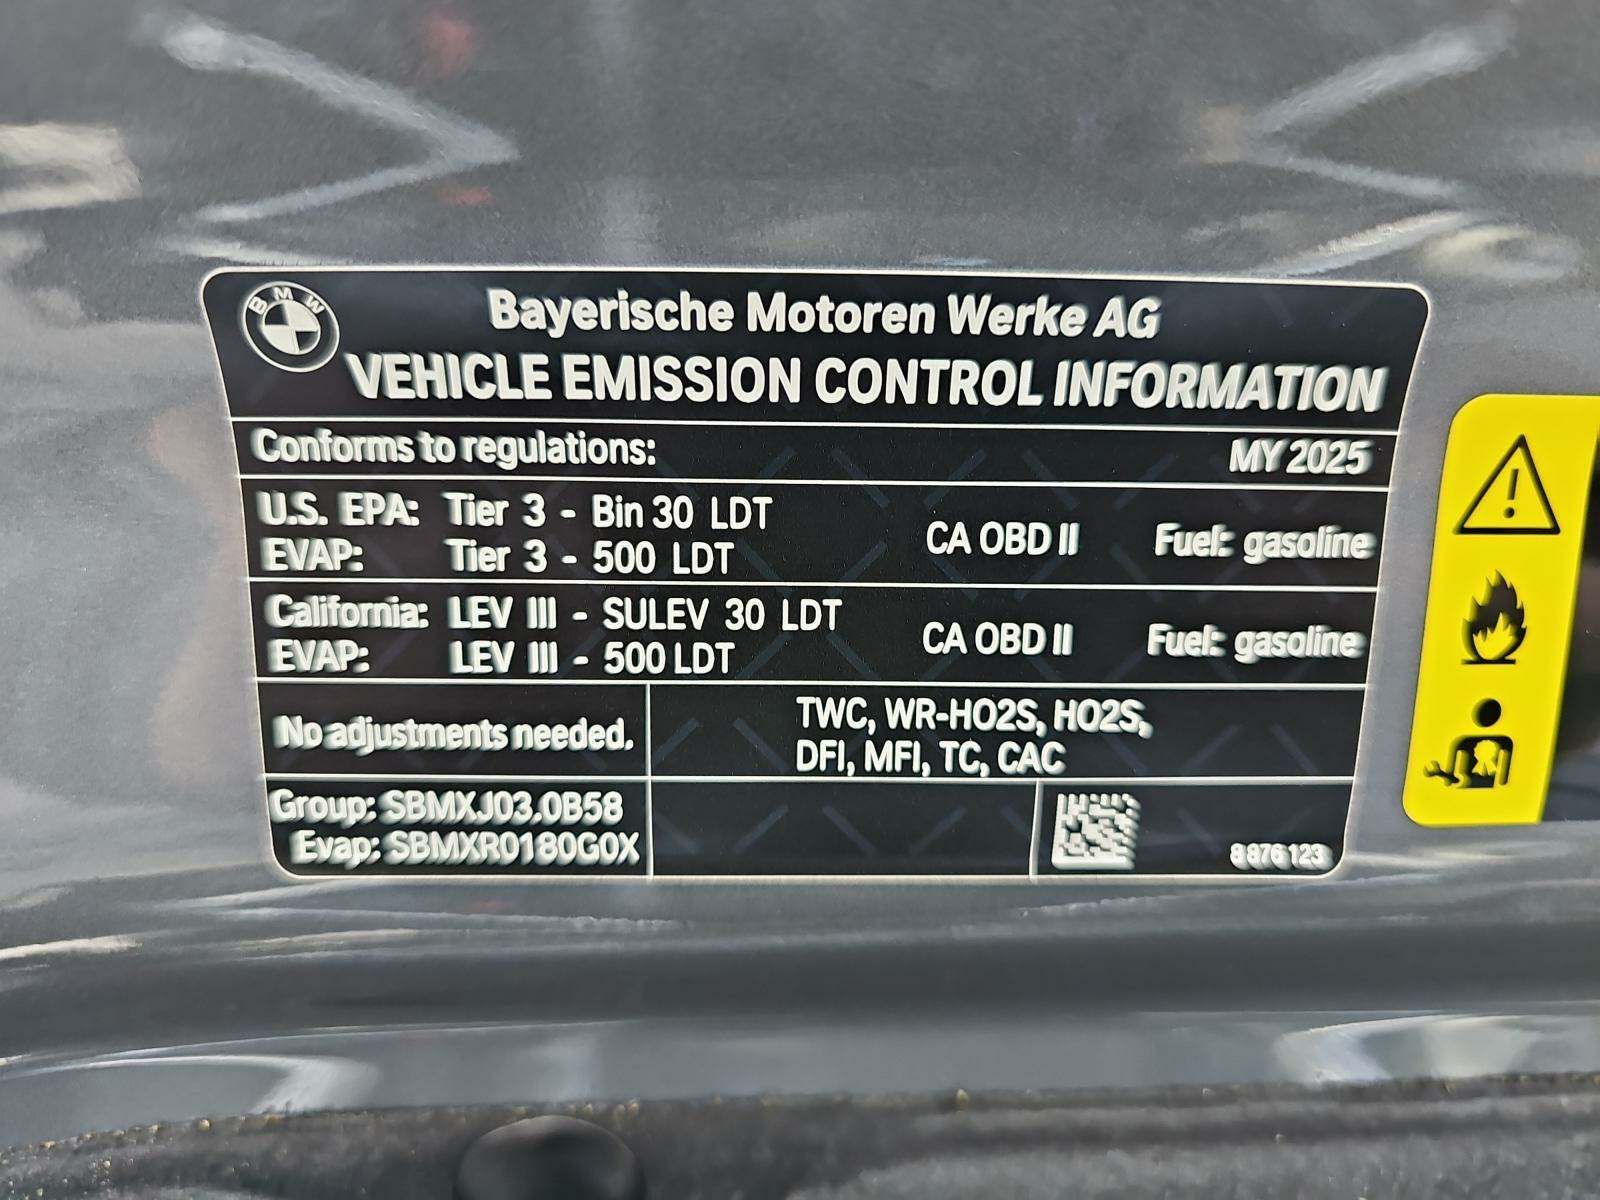 BMW
Bayerische Motoren Werke AG
VEHICLE EMISSION CONTROL INFORMATION
Conforms to regulations: MY 2025
U.S. EPA: Tier 3 - Bin 30 LDT
EVAP: Tier 3 - 500 LDT
CA OBD II Fuel: gasoline
California: LEV III - SULEV 30 LDT
EVAP: LEV III - 500 LDT
CA OBD II Fuel: gasoline
No adjustments needed.
TWC, WR-HO2S, HO2S,
DFI, MFI, TC, CAC
Group: SBMXJ03.0B58
Evap: SBMXR0180G0X
8 876 123